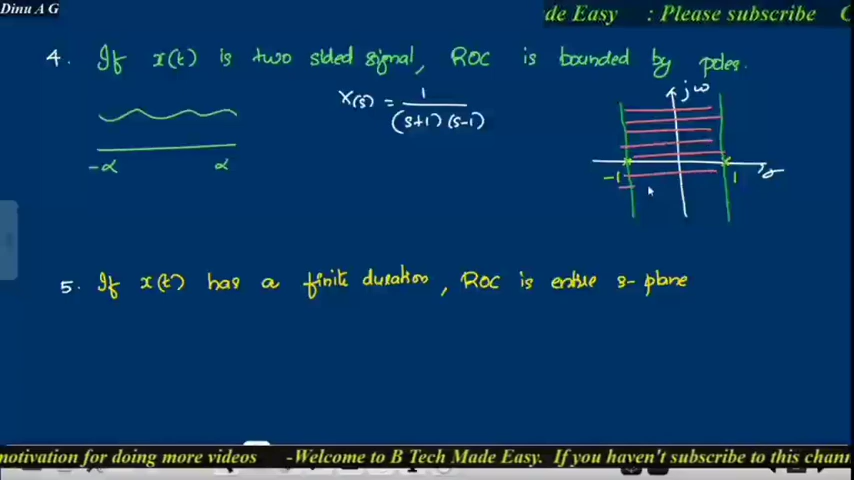 Dinu A G
de Easy : Please subscribe
4. If x(t) is two sided signal, ROC is bounded by poles.
X(s) = 1 / (s+1)(s-1)
jω
-α α
-1 1 σ
5. If x(t) has a finite duration, ROC is entire s-plane
motivation for doing more videos -Welcome to B Tech Made Easy. If you haven't subscribed to this chann